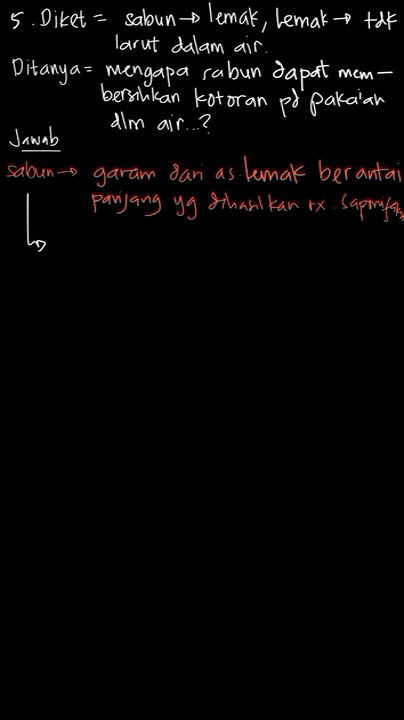 5. Diket = sabun → lemak, Lemak → tdk
larut dalam air.
Ditanya = mengapa sabun dapat mem-
bersihkan kotoran pd pakaian
dlm air...?
Jawab
sabun → garam dari as. lemak berantai
panjang yg dihasilkan rx.